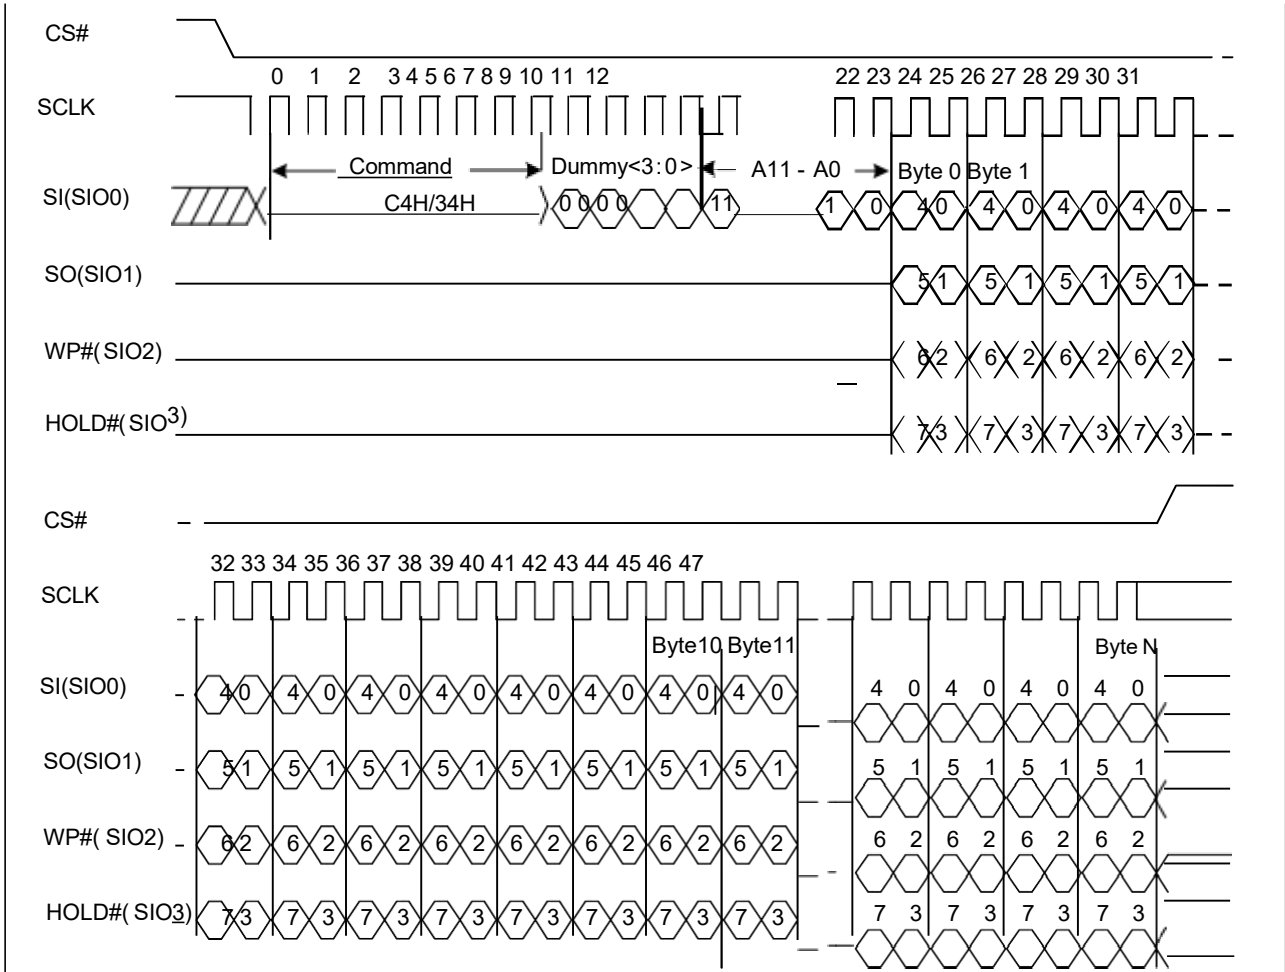 CS#
0 1 2 3 4 5 6 7 8 9 10 11 12 22 23 24 25 26 27 28 29 30 31
SCLK
Command Dummy<3:0> A11 - A0 Byte 0 Byte 1
SI(SIO0) C4H/34H 0 0 0 0 11 1 0 4 0 4 0 4 0 4 0
SO(SIO1) 5 1 5 1 5 1 5 1
WP#( SIO2) 6 2 6 2 6 2 6 2
HOLD#( SIO3) 7 3 7 3 7 3 7 3
CS#
32 33 34 35 36 37 38 39 40 41 42 43 44 45 46 47
SCLK
Byte10 Byte11 Byte N
SI(SIO0) 4 0 4 0 4 0 4 0 4 0 4 0 4 0 4 0 4 0 4 0 4 0 4 0
SO(SIO1) 5 1 5 1 5 1 5 1 5 1 5 1 5 1 5 1 5 1 5 1 5 1 5 1
WP#( SIO2) 6 2 6 2 6 2 6 2 6 2 6 2 6 2 6 2 6 2 6 2 6 2 6 2
HOLD#( SIO3) 7 3 7 3 7 3 7 3 7 3 7 3 7 3 7 3 7 3 7 3 7 3 7 3